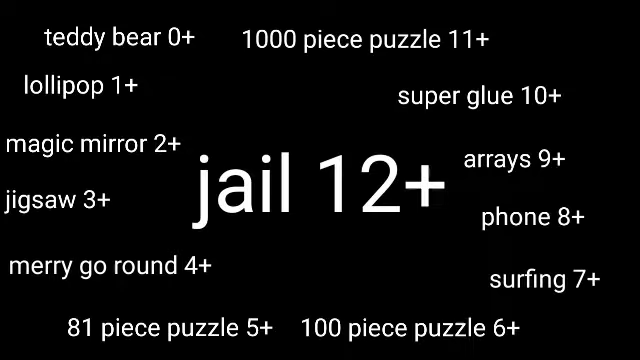 teddy bear 0+
1000 piece puzzle 11+
lollipop 1+
super glue 10+
magic mirror 2+
jail 12+
arrays 9+
jigsaw 3+
phone 8+
merry go round 4+
surfing 7+
81 piece puzzle 5+
100 piece puzzle 6+